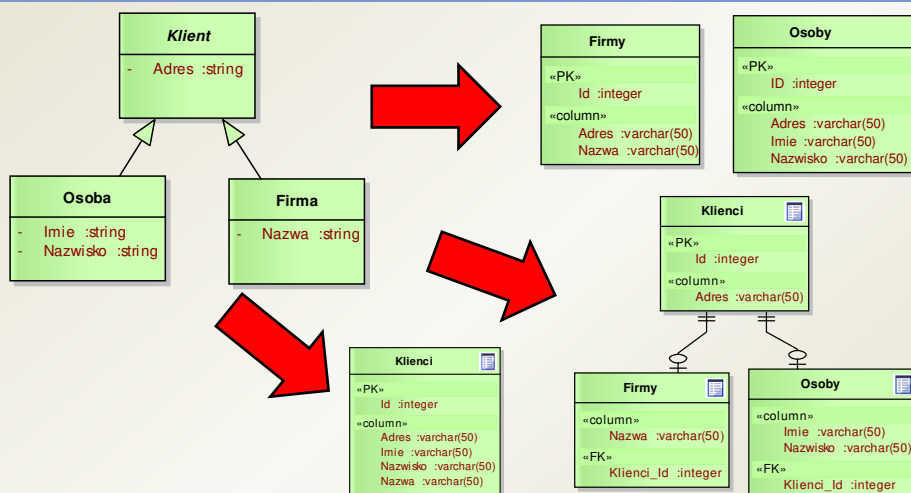 Klient
- Adres :string
Osoba
- Imie :string
- Nazwisko :string
Firma
- Nazwa :string
Firmy
«PK»
Id :integer
«column»
Adres :varchar(50)
Nazwa :varchar(50)
Osoby
«PK»
ID :integer
«column»
Adres :varchar(50)
Imie :varchar(50)
Nazwisko :varchar(50)
Klienci
«PK»
Id :integer
«column»
Adres :varchar(50)
Firmy
«column»
Nazwa :varchar(50)
«FK»
Klienci_Id :integer
Osoby
«column»
Imie :varchar(50)
Nazwisko :varchar(50)
«FK»
Klienci_Id :integer
Klienci
«PK»
Id :integer
«column»
Adres :varchar(50)
Imie :varchar(50)
Nazwisko :varchar(50)
Nazwa :varchar(50)